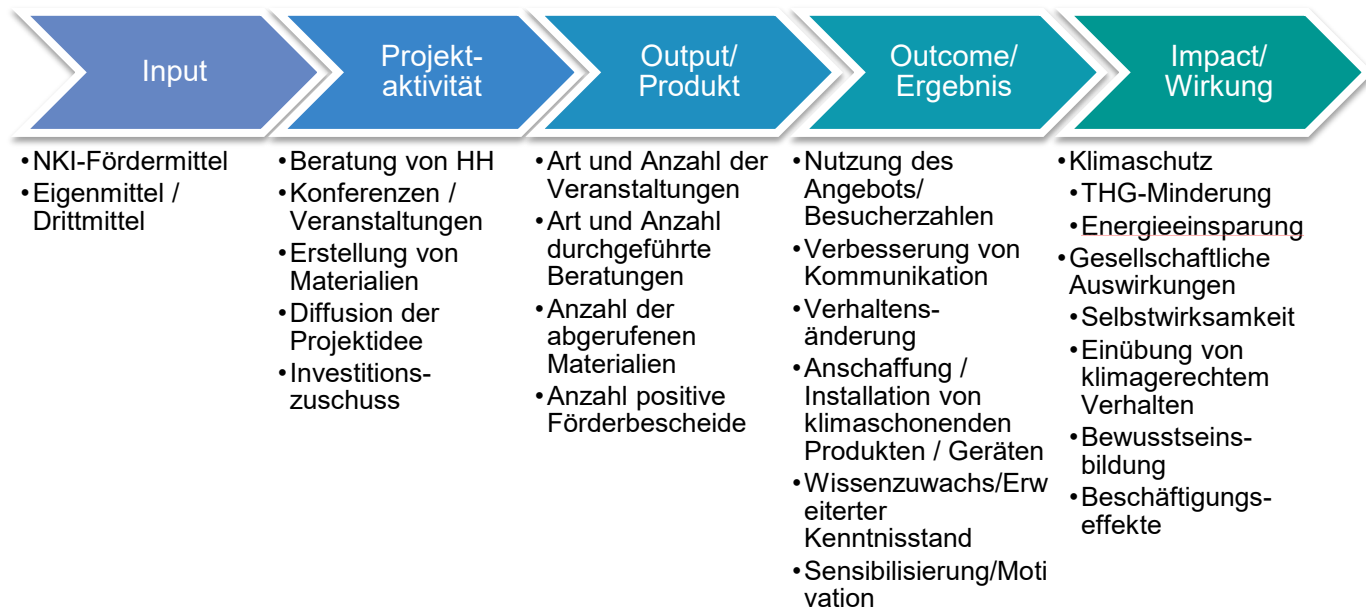 Input
Projekt-
aktivität
Output/
Produkt
Outcome/
Ergebnis
Impact/
Wirkung
•NKI-Fördermittel
•Eigenmittel /
Drittmittel
•Beratung von HH
•Konferenzen /
Veranstaltungen
•Erstellung von
Materialien
•Diffusion der
Projektidee
•Investitions-
zuschuss
•Art und Anzahl der
Veranstaltungen
•Art und Anzahl
durchgeführte
Beratungen
•Anzahl der
abgerufenen
Materialien
•Anzahl positive
Förderbescheide
•Nutzung des
Angebots/
Besucherzahlen
•Verbesserung von
Kommunikation
•Verhaltens-
änderung
•Anschaffung /
Installation von
klimaschonenden
Produkten / Geräten
•Wissenzuwachs/Erw
eiterter
Kenntnisstand
•Sensibilisierung/Moti
vation
•Klimaschutz
•THG-Minderung
•Energieeinsparung
•Gesellschaftliche
Auswirkungen
•Selbstwirksamkeit
•Einübung von
klimagerechtem
Verhalten
•Bewusstseins-
bildung
•Beschäftigungs-
effekte